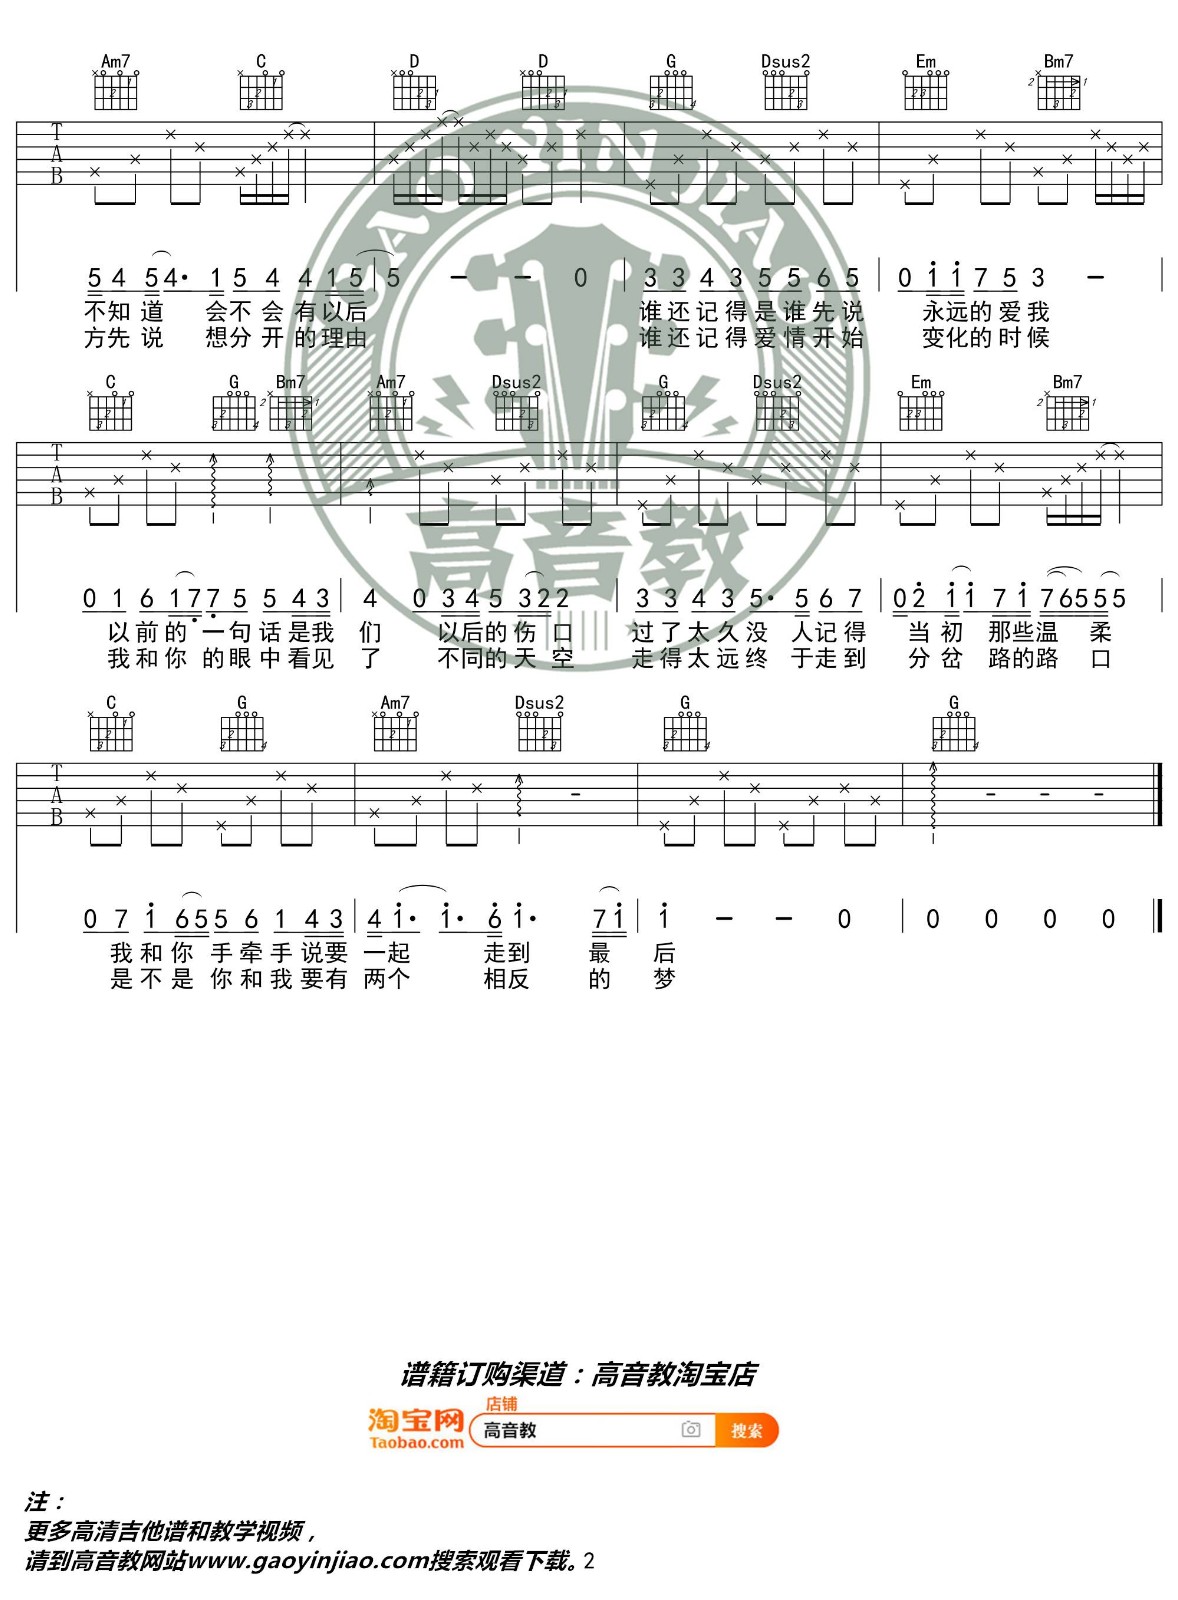 Am7 C D D G Dsus2 Em Bm7
5 4 5 4· 1 5 4 4 1 5 | 5 - - 0 | 3 3 4 3 5 5 6 5 | 0 1 1 7 5 3 -
不知道 会不会有以后 谁还记得是谁先说 永远的爱我
方先说 想分开的理由 谁还记得爱情开始 变化的时候
C G Bm7 Am7 Dsus2 G Dsus2 Em Bm7
0 1 6 1 7 7 5 5 4 3 | 4 0 3 4 5 3 2 2 | 3 3 4 3 5· 5 6 7 | 0 2 1 1 7 1 7 6 5 5 5
以前的一句话是我们 以后的伤口 过了太久没人记得 当初那些温柔
我和你的眼中看见了 不同的天空 走得太远终于走到 分岔路的路口
C G Am7 Dsus2 G G
0 7 1 6 5 5 6 1 4 3 | 4 1· 1· 6 1· 7 1 | 1 - - 0 | 0 0 0 0
我和你手牵手说要一起 走到最后
是不是你和我要有两个 相反的梦
GAO YIN JIAO
高音教
谱籍订购渠道：高音教淘宝店
店铺
淘宝网 高音教 搜索
Taobao.com
注：
更多高清吉他谱和教学视频，
请到高音教网站www.gaoyinjiao.com搜索观看下载。2